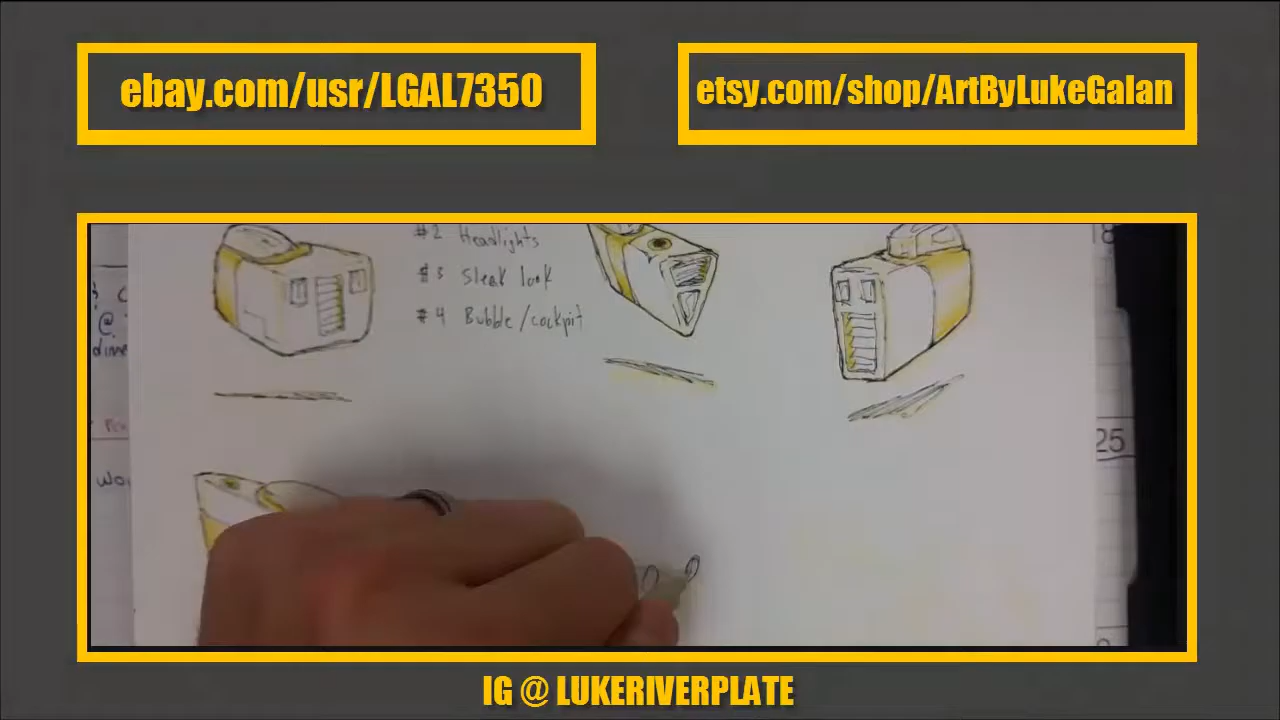 ebay.com/usr/LGAL7350
etsy.com/shop/ArtByLukeGalan
#2 Headlights
#3 Sleak look
#4 Bubble/cockpit
@
25
IG @ LUKERIVERPLATE